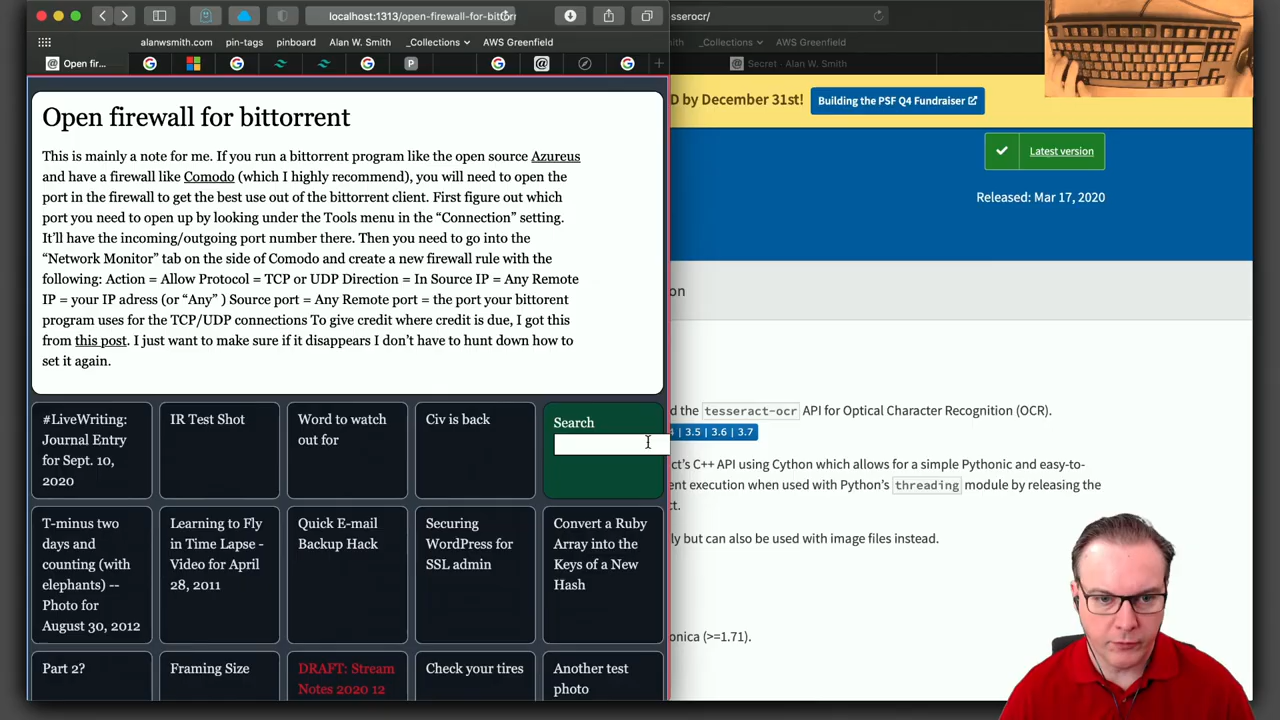 localhost:1313/open-firewall-for-bittorr
sserocr/
alanwsmith.com pin-tags pinboard Alan W. Smith _Collections AWS Greenfield
_Collections AWS Greenfield
Open fir...
Secret - Alan W. Smith
Open firewall for bittorrent
This is mainly a note for me. If you run a bittorrent program like the open source Azureus
and have a firewall like Comodo (which I highly recommend), you will need to open the
port in the firewall to get the best use out of the bittorrent client. First figure out which
port you need to open up by looking under the Tools menu in the “Connection” setting.
It’ll have the incoming/outgoing port number there. Then you need to go into the
“Network Monitor” tab on the side of Comodo and create a new firewall rule with the
following: Action = Allow Protocol = TCP or UDP Direction = In Source IP = Any Remote
IP = your IP adress (or “Any” ) Source port = Any Remote port = the port your bittorent
program uses for the TCP/UDP connections To give credit where credit is due, I got this
from this post. I just want to make sure if it disappears I don’t have to hunt down how to
set it again.
#LiveWriting:
Journal Entry
for Sept. 10,
2020
IR Test Shot
Word to watch
out for
Civ is back
Search
T-minus two
days and
counting (with
elephants) --
Photo for
August 30, 2012
Learning to Fly
in Time Lapse -
Video for April
28, 2011
Quick E-mail
Backup Hack
Securing
WordPress for
SSL admin
Convert a Ruby
Array into the
Keys of a New
Hash
Part 2?
Framing Size
DRAFT: Stream
Notes 2020 12
Check your tires
Another test
photo
D by December 31st!
Building the PSF Q4 Fundraiser
Latest version
Released: Mar 17, 2020
on
d the tesseract-ocr API for Optical Character Recognition (OCR).
| 3.5 | 3.6 | 3.7
ct’s C++ API using Cython which allows for a simple Pythonic and easy-to-
ent execution when used with Python’s threading module by releasing the
ly but can also be used with image files instead.
onica (>=1.71).